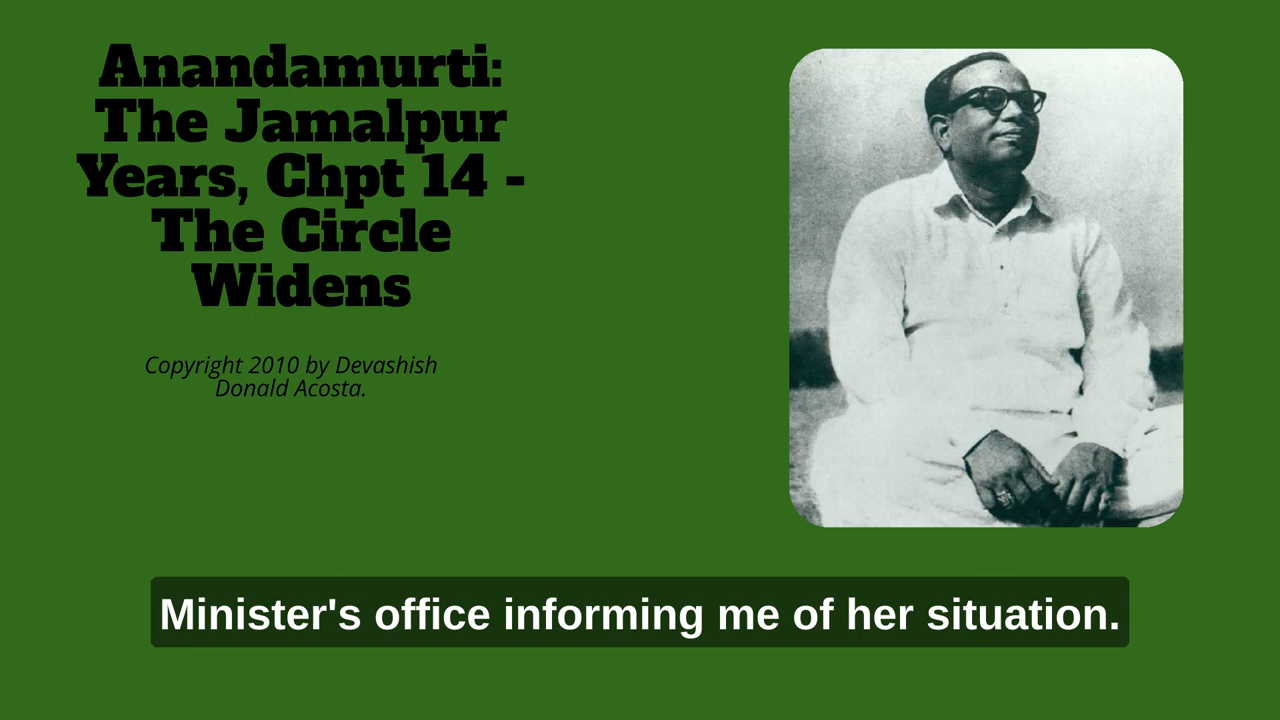 Anandamurti:
The Jamalpur
Years, Chpt 14 -
The Circle
Widens
Copyright 2010 by Devashish
Donald Acosta.
Minister's office informing me of her situation.